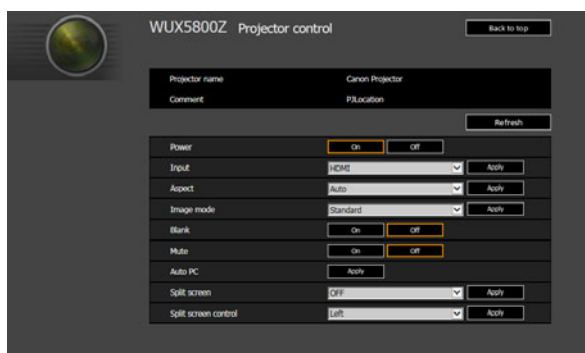 WUX5800Z Projector control
Back to top
Projector name Canon Projector
Comment PJLocation
Refresh
Power On Off
Input HDMI Apply
Aspect Auto Apply
Image mode Standard Apply
Blank On Off
Mute On Off
Auto PC Apply
Split screen OFF Apply
Split screen control Left Apply